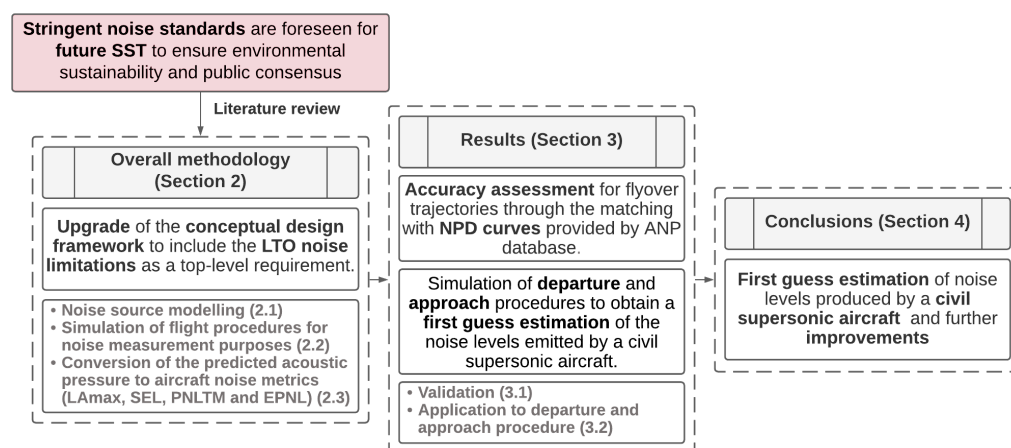 Stringent noise standards are foreseen for
future SST to ensure environmental
sustainability and public consensus
Literature review
Overall methodology
(Section 2)
Upgrade of the conceptual design
framework to include the LTO noise
limitations as a top-level requirement.
• Noise source modelling (2.1)
• Simulation of flight procedures for
noise measurement purposes (2.2)
• Conversion of the predicted acoustic
pressure to aircraft noise metrics
(LAmax, SEL, PNLTM and EPNL) (2.3)
Results (Section 3)
Accuracy assessment for flyover
trajectories through the matching
with NPD curves provided by ANP
database.
Simulation of departure and
approach procedures to obtain a
first guess estimation of the
noise levels emitted by a civil
supersonic aircraft.
• Validation (3.1)
• Application to departure and
approach procedure (3.2)
Conclusions (Section 4)
First guess estimation of noise
levels produced by a civil
supersonic aircraft and further
improvements